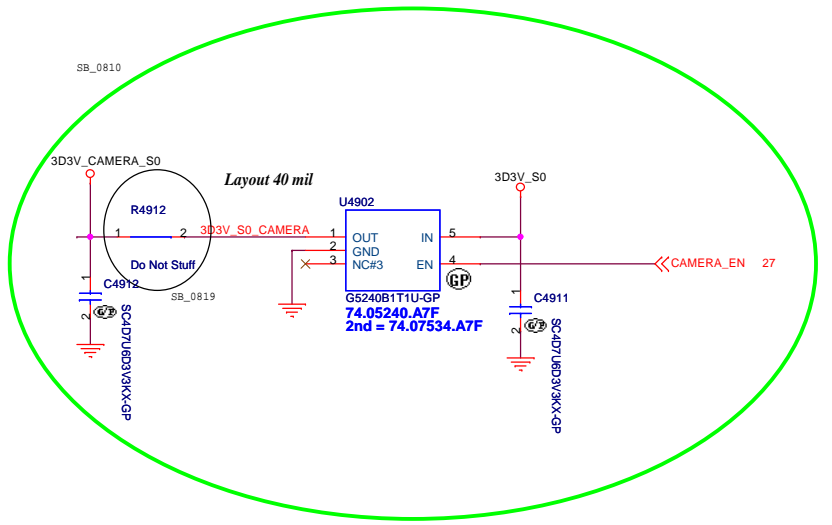 SB_0810
3D3V_CAMERA_S0
Layout 40 mil
3D3V_S0
U4902
R4912
1 2
3D3V_S0_CAMERA
1 OUT IN 5
2 GND
3 NC#3 EN 4
CAMERA_EN 27
Do Not Stuff
GP
1 C4912
SB_0819
2 G/P
SC4D7U6D3V3KX-GP
G5240B1T1U-GP
74.05240.A7F
2nd = 74.07534.A7F
1 C4911
2 G/P
SC4D7U6D3V3KX-GP